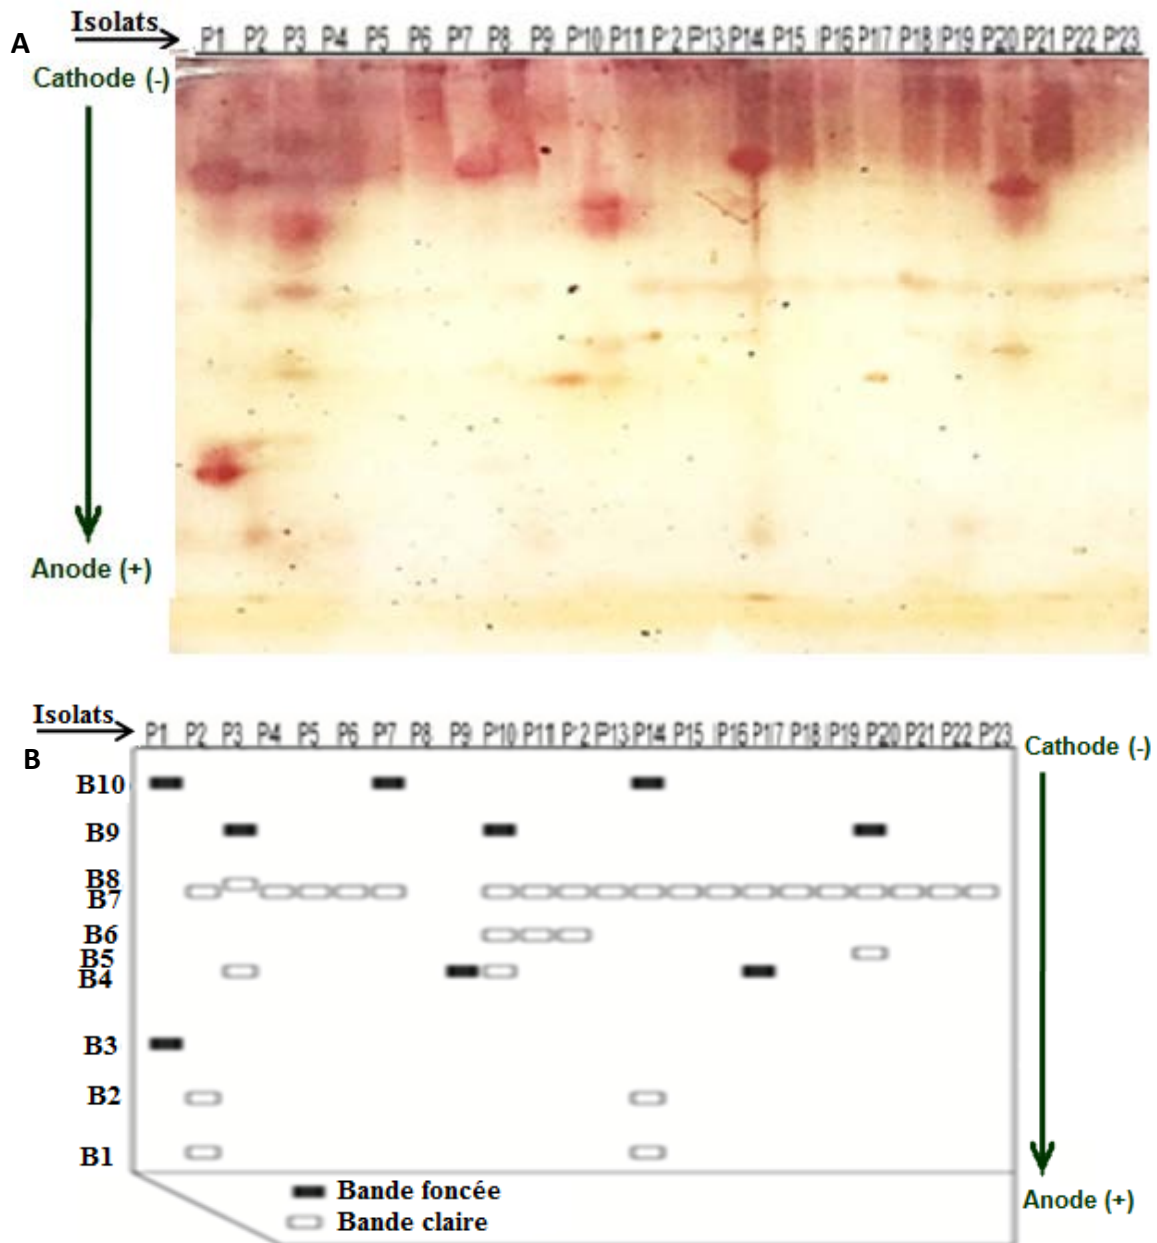 A
Isolats
P1 P2 P3 P4 P5 P6 P7 P8 P9 P10 P11 P12 P13 P14 P15 P16 P17 P18 P19 P20 P21 P22 P23
Cathode (-)
Anode (+)
Isolats
P1 P2 P3 P4 P5 P6 P7 P8 P9 P10 P11 P12 P13 P14 P15 P16 P17 P18 P19 P20 P21 P22 P23
B
Cathode (-)
B10
B9
B8
B7
B6
B5
B4
B3
B2
B1
Bande foncée
Bande claire
Anode (+)